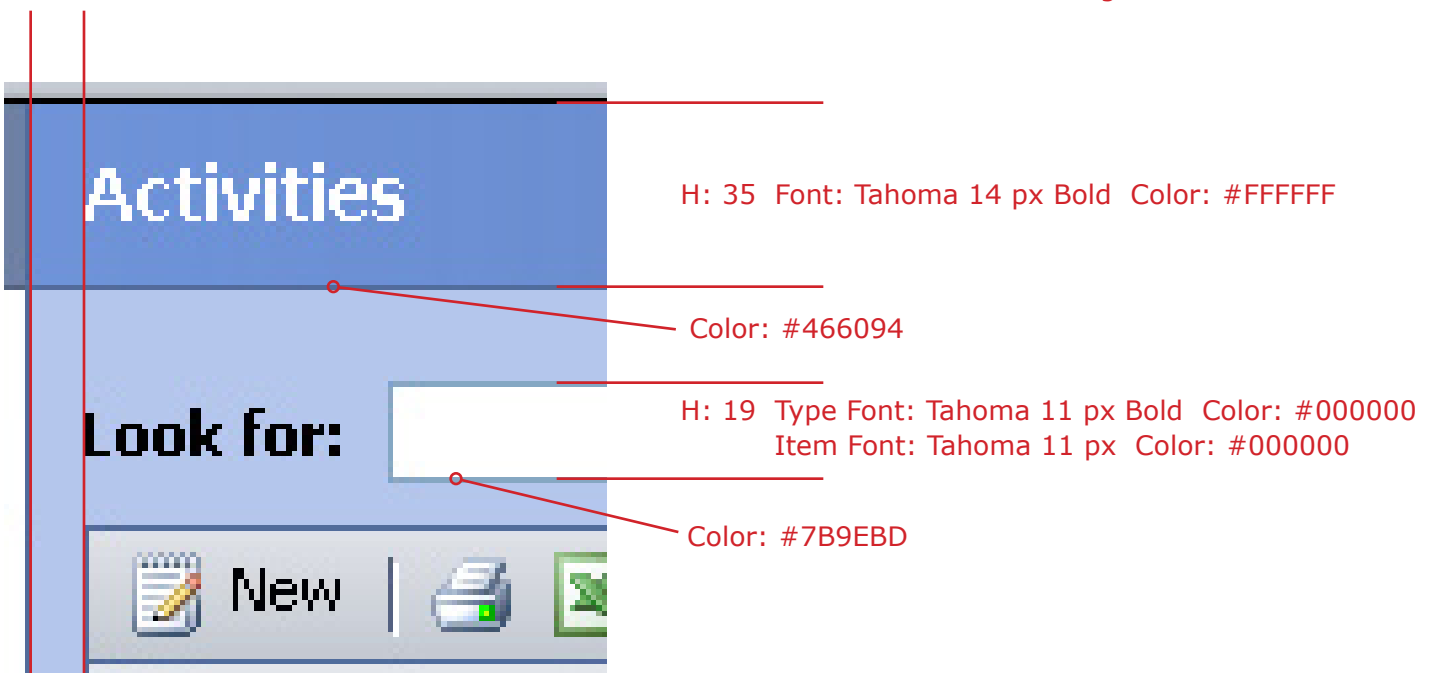 Activities
H: 35 Font: Tahoma 14 px Bold Color: #FFFFFF
Color: #466094
Look for:
H: 19 Type Font: Tahoma 11 px Bold Color: #000000
Item Font: Tahoma 11 px Color: #000000
Color: #7B9EBD
New